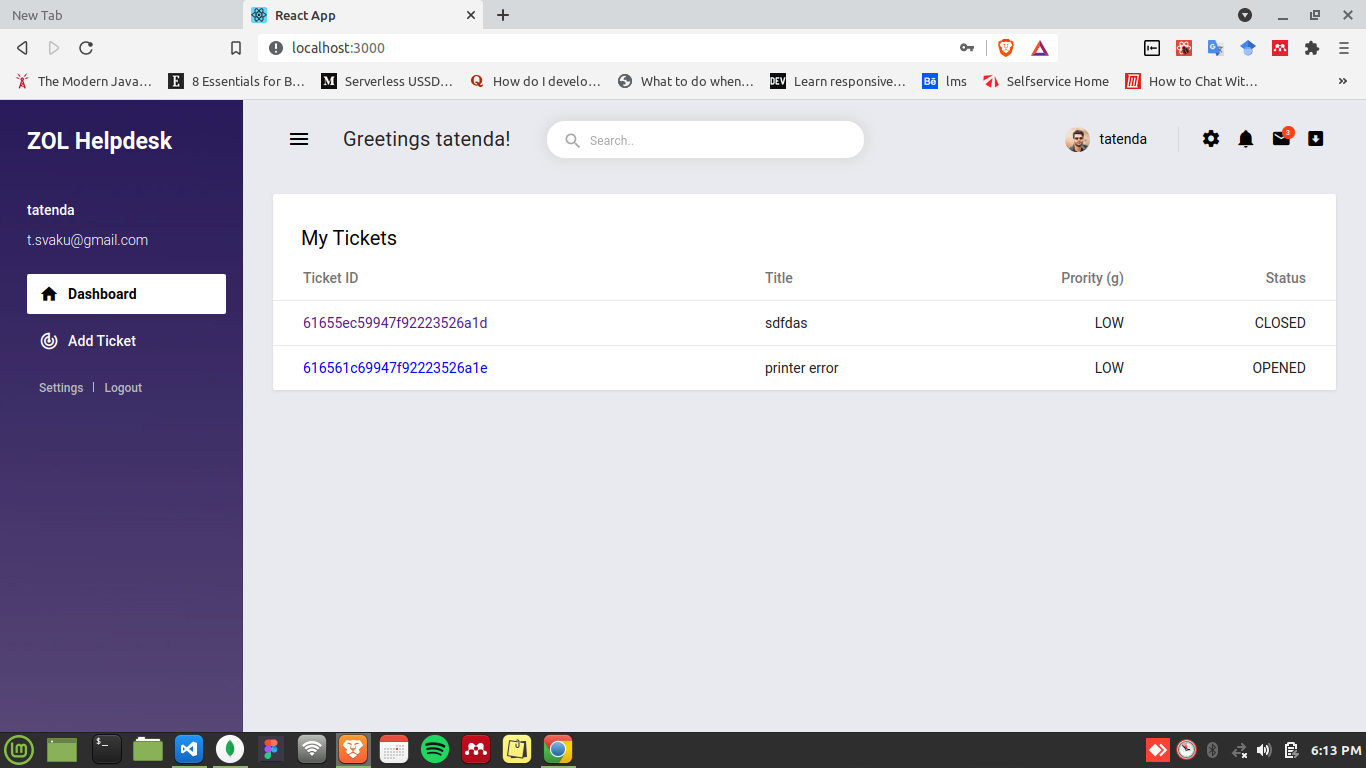 New Tab
React App
localhost:3000
The Modern Java…
E
8 Essentials for B…
M
Serverless USSD…
Q
How do I develo…
What to do when…
DEV
Learn responsive…
Bē
lms
Selfservice Home
How to Chat Wit…
»
ZOL Helpdesk
Greetings tatenda!
Search..
tatenda
3
tatenda
t.svaku@gmail.com
Dashboard
Add Ticket
Settings | Logout
My Tickets
Ticket ID Title Prority (g) Status
61655ec59947f92223526a1d sdfdas LOW CLOSED
616561c69947f92223526a1e printer error LOW OPENED
$_
6:13 PM